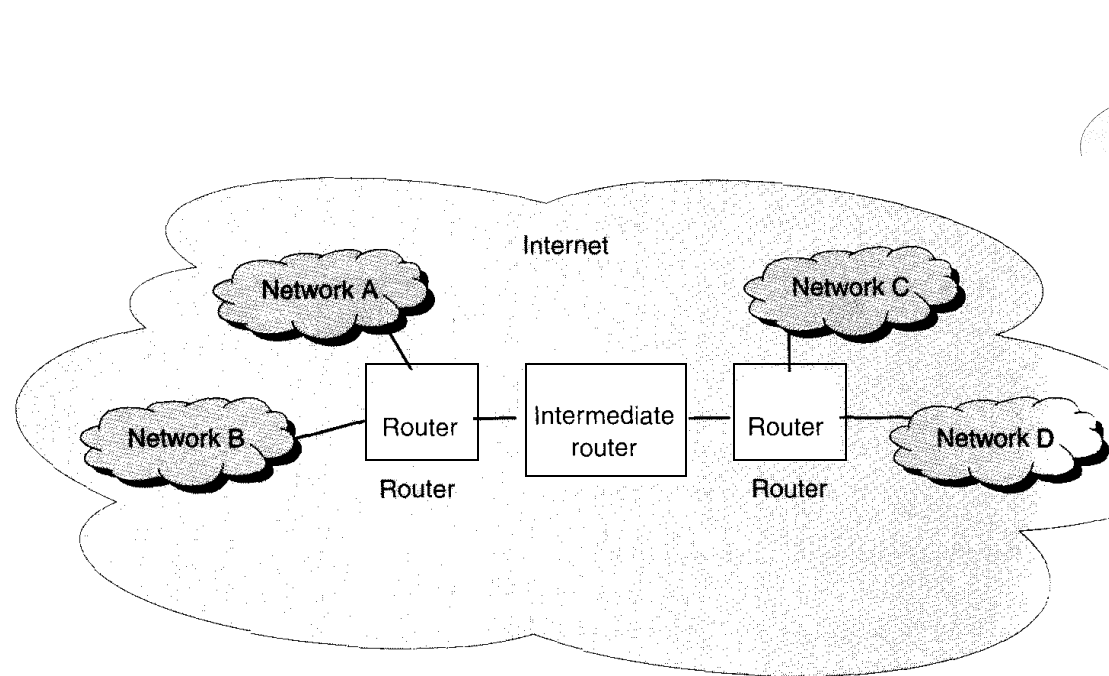 Internet
Network A
Network C
Router
Intermediate
router
Router
Network B
Network D
Router
Router